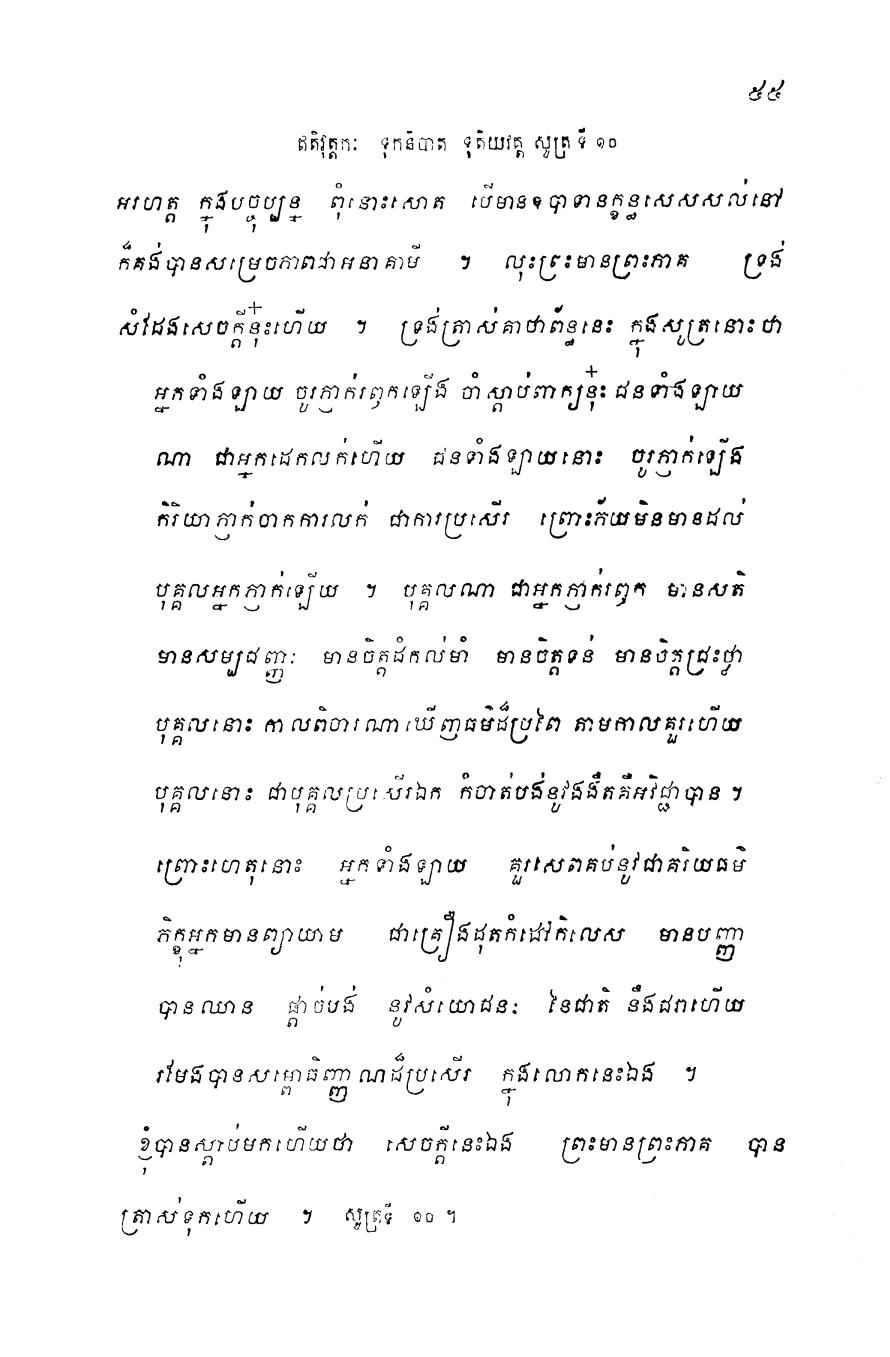 ៥៥
ឥតិវុត្តកៈ ទុកនិបាត ទុតិយវគ្គ សូត្រ ទី ១០
អរហត្ត ក្នុងបច្ចុប្បន្ន ពុំនោះសោត បើមានឧបាទានក្ខន្ធសេសសល់នៅ
ក៏គង់បានសម្រេចភាពជាអនាគាមី ។ លុះព្រះមានព្រះភាគ ទ្រង់
សំដែងសេចក្តីនុ៎ះហើយ ។ ទ្រង់ត្រាស់គាថាព័ន្ធនេះ ក្នុងសូត្រនោះថា
អ្នកទាំងឡាយ ចូរភ្ញាក់រឭកឡើង ចាំស្តាប់ពាក្យនុ៎ះ ជនទាំងឡាយ
ណា ជាអ្នកដេកលក់ហើយ ជនទាំងឡាយនោះ ចូរភ្ញាក់ឡើង
កិរិយាភ្ញាក់ចាកការលក់ ជាការប្រសើរ ព្រោះភ័យមិនមានដល់
បុគ្គលអ្នកភ្ញាក់ឡើយ ។ បុគ្គលណា ជាអ្នកភ្ញាក់រឭក មានសតិ
មានសម្បជញ្ញៈ មានចិត្តដំកល់មាំ មានចិត្តទន់ មានចិត្តជ្រះថ្លា
បុគ្គលនោះ កាលពិចារណាឃើញធម៌ដ៏ប្រពៃ តាមកាលគួរហើយ
បុគ្គលនោះ ជាបុគ្គលប្រសើរឯក កំចាត់បង់នូវងងឹតគឺអវិជ្ជាបាន ។
ព្រោះហេតុនោះ អ្នកទាំងឡាយ គួរសេពគប់នូវជាគរិយធម៌
ភិក្ខុអ្នកមានព្យាយាម ជាគ្រឿងដុតកំដៅកិលេស មានបញ្ញា
បានឈាន ផ្តាច់បង់ នូវសំយោជនៈ នៃជាតិ នឹងជរាហើយ
រមែងបានសម្ពោធិញ្ញាណដ៏ប្រសើរ ក្នុងលោកនេះឯង ។
ខ្ញុំបានស្តាប់មកហើយថា សេចក្តីនេះឯង ព្រះមានព្រះភាគ បាន
ត្រាស់ទុកហើយ ។ សូត្រទី ១០ ។